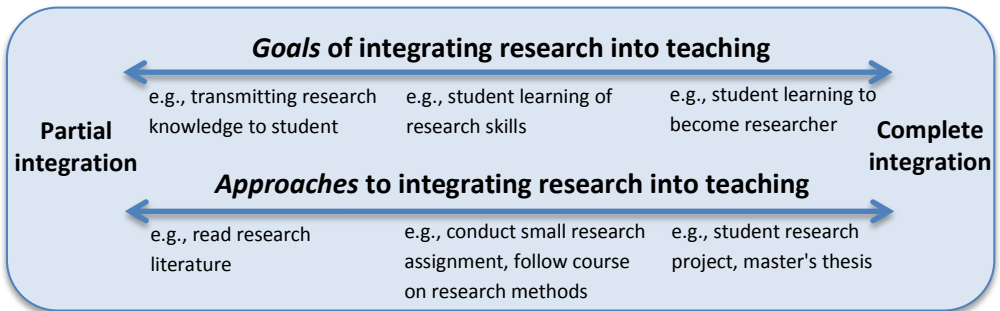 Goals of integrating research into teaching
e.g., transmitting research
knowledge to student
e.g., student learning of
research skills
e.g., student learning to
become researcher
Partial
integration
Complete
integration
Approaches to integrating research into teaching
e.g., read research
literature
e.g., conduct small research
assignment, follow course
on research methods
e.g., student research
project, master's thesis